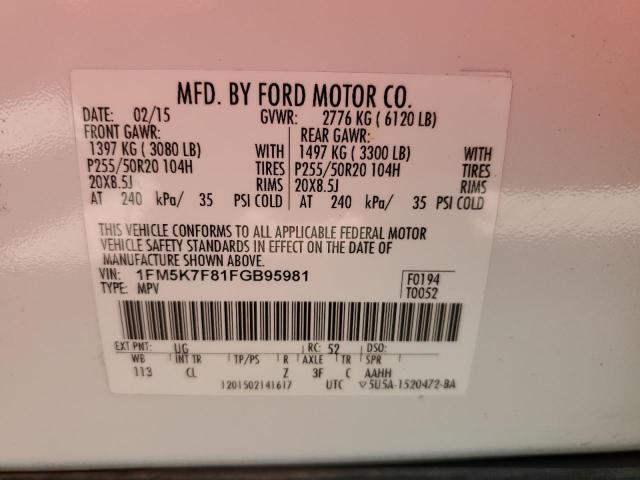 MFD. BY FORD MOTOR CO.
DATE: 02/15 GVWR: 2776 KG ( 6120 LB)
FRONT GAWR: REAR GAWR:
1397 KG ( 3080 LB) WITH 1497 KG ( 3300 LB) WITH
P255/50R20 104H TIRES P255/50R20 104H TIRES
20X8.5J RIMS 20X8.5J RIMS
AT 240 kPa/ 35 PSI COLD AT 240 kPa/ 35 PSI COLD
THIS VEHICLE CONFORMS TO ALL APPLICABLE FEDERAL MOTOR
VEHICLE SAFETY STANDARDS IN EFFECT ON THE DATE OF
MANUFACTURE SHOWN ABOVE.
VIN: 1FM5K7F81FGB95981 F0194
TYPE: MPV T0052
EXT PNT: UG RC: 52 DSO:
WB INT TR TP/PS R AXLE TR SPR
113 CL Z 3F C AAHH
1201502141617 UTC ▽5U5A-1520472-BA